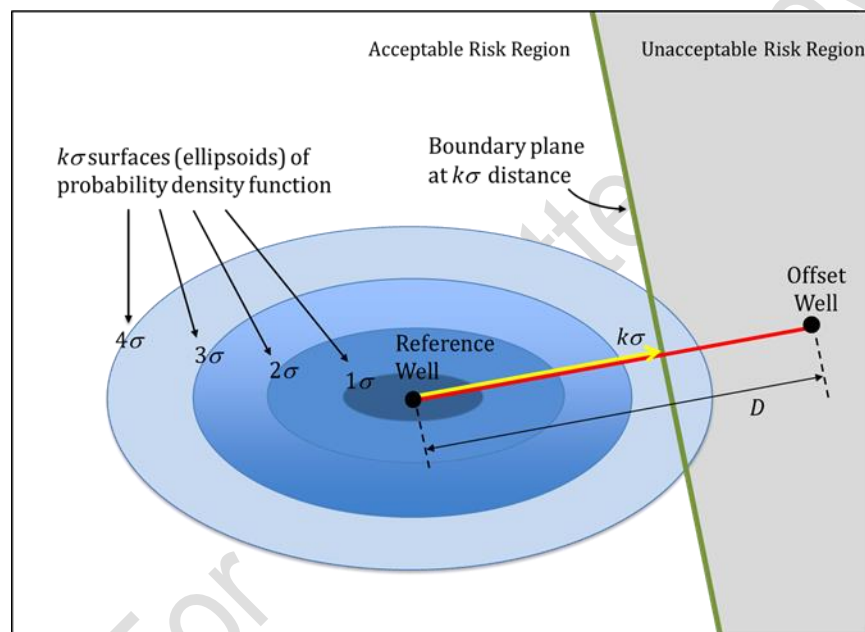 Acceptable Risk Region
Unacceptable Risk Region
kσ surfaces (ellipsoids) of
probability density function
Boundary plane
at kσ distance
Offset
Well
4σ
3σ
2σ
1σ
Reference
Well
kσ
D
For